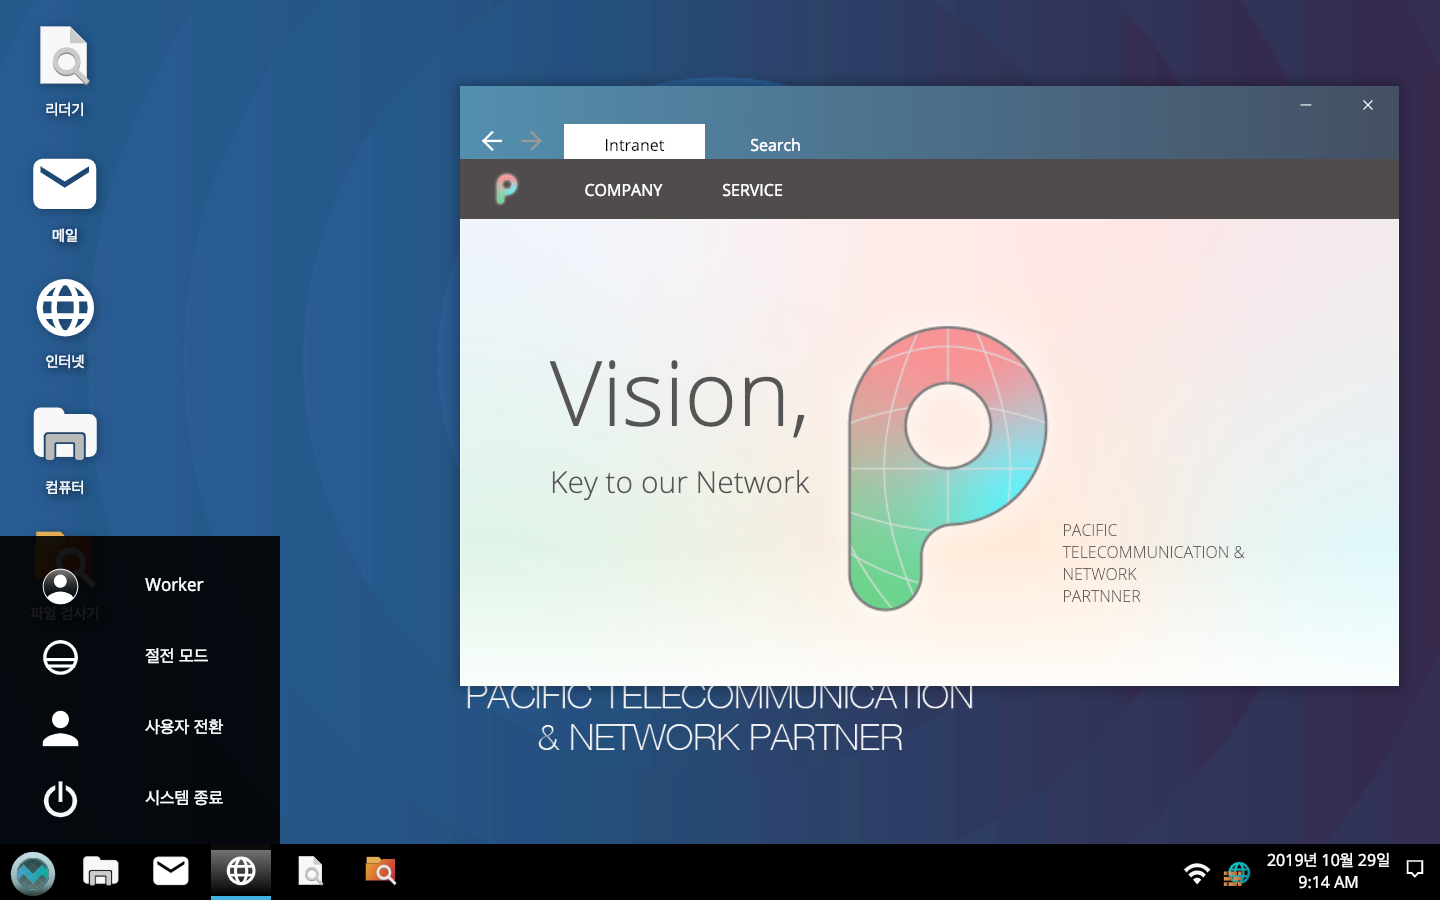 리더기
메일
인터넷
컴퓨터
파일 검사기
Intranet
Search
COMPANY
SERVICE
Vision,
Key to our Network
PACIFIC
TELECOMMUNICATION &
NETWORK
PARTNNER
PACIFIC TELECOMMUNICATION
& NETWORK PARTNER
Worker
절전 모드
사용자 전환
시스템 종료
2019년 10월 29일
9:14 AM